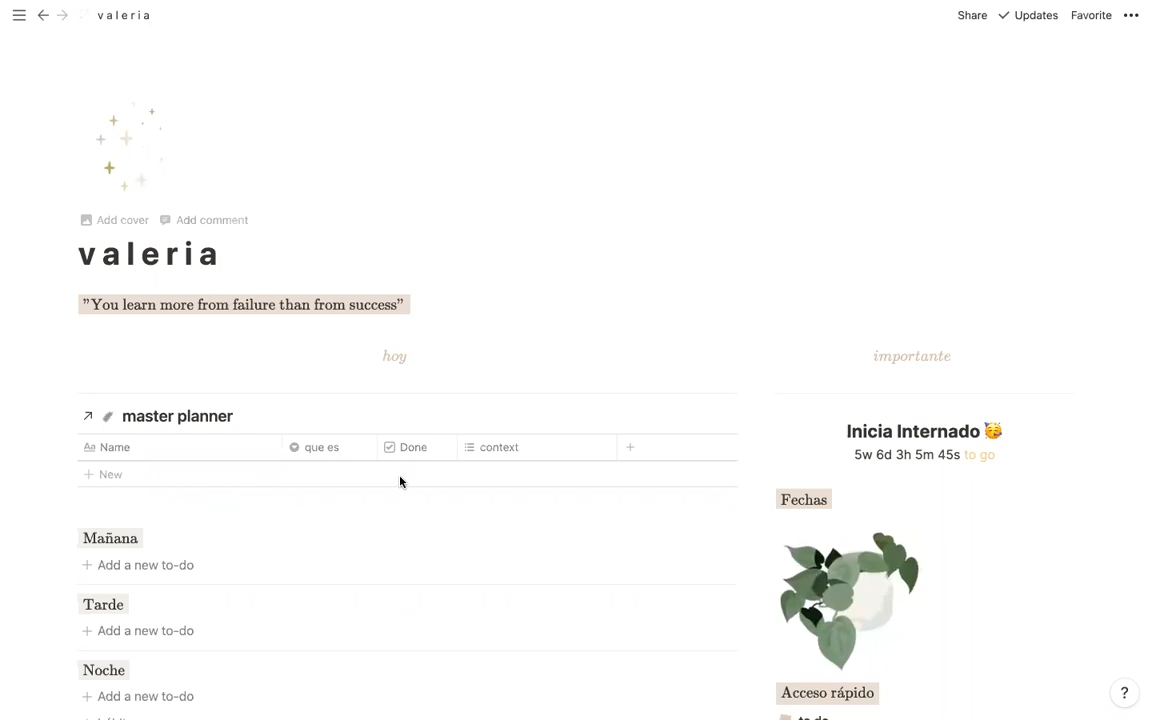 valeria
Share
Updates
Favorite
Add cover
Add comment
valeria
"You learn more from failure than from success"
hoy
importante
master planner
Name
que es
Done
context
New
Inicia Internado 🥳
5w 6d 3h 5m 45s to go
Fechas
Mañana
Add a new to-do
Tarde
Add a new to-do
Noche
Add a new to-do
Acceso rápido
to do
?